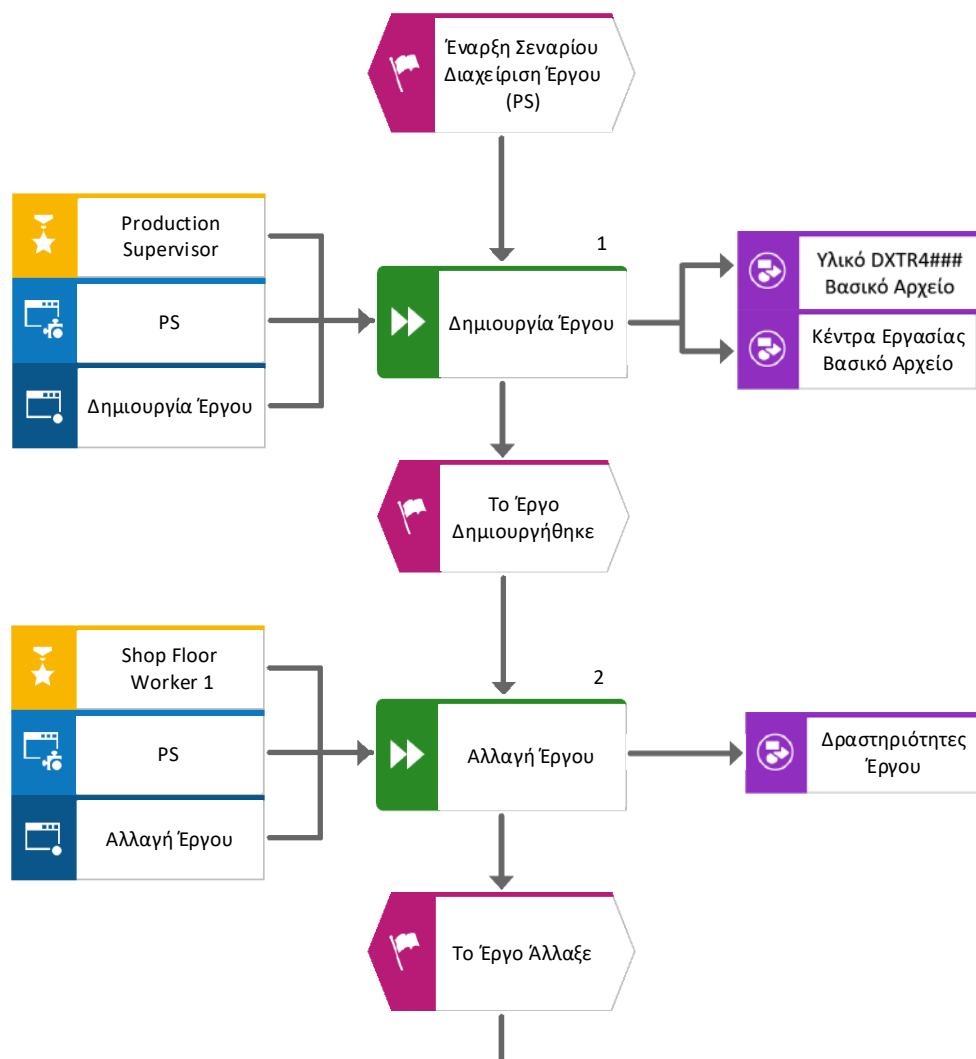 Έναρξη Σεναρίου
Διαχείριση Έργου
(PS)
Production
Supervisor
PS
Δημιουργία Έργου
1
Δημιουργία Έργου
Υλικό DXTR4###
Βασικό Αρχείο
Κέντρα Εργασίας
Βασικό Αρχείο
Το Έργο
Δημιουργήθηκε
Shop Floor
Worker 1
PS
Αλλαγή Έργου
2
Αλλαγή Έργου
Δραστηριότητες
Έργου
Το Έργο Άλλαξε